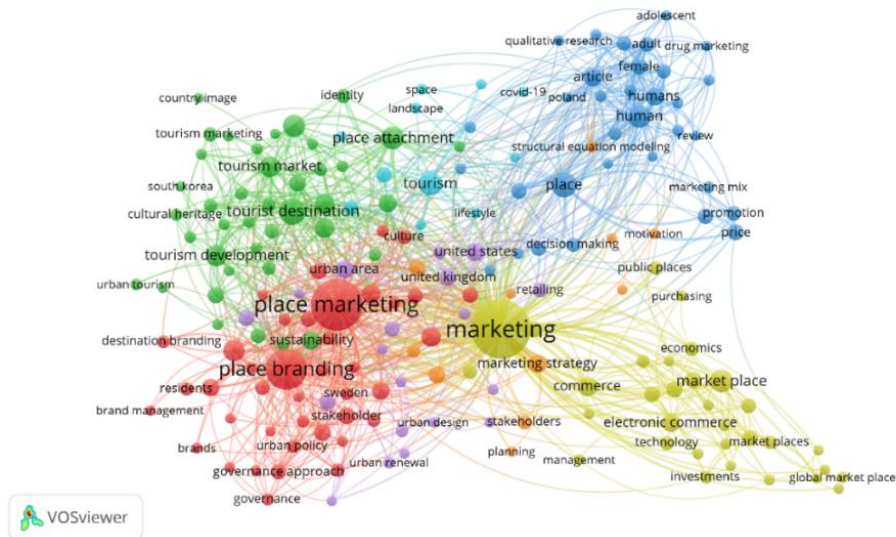 adolescent
qualitative research
adult
drug marketing
female
article
space
covid-19
country image
identity
poland
humans
landscape
human
tourism marketing
place attachment
review
structural equation modeling
tourism market
tourism
place
marketing mix
south korea
cultural heritage
tourist destination
lifestyle
promotion
culture
price
tourism development
united states
decision making
motivation
urban area
united kingdom
public places
urban tourism
retailing
purchasing
place marketing
marketing
destination branding
sustainability
economics
place branding
marketing strategy
residents
sweden
commerce
market place
brand management
stakeholder
urban design
stakeholders
electronic commerce
brands
urban policy
planning
technology
market places
governance approach
urban renewal
management
investments
global market place
governance
VOSviewer